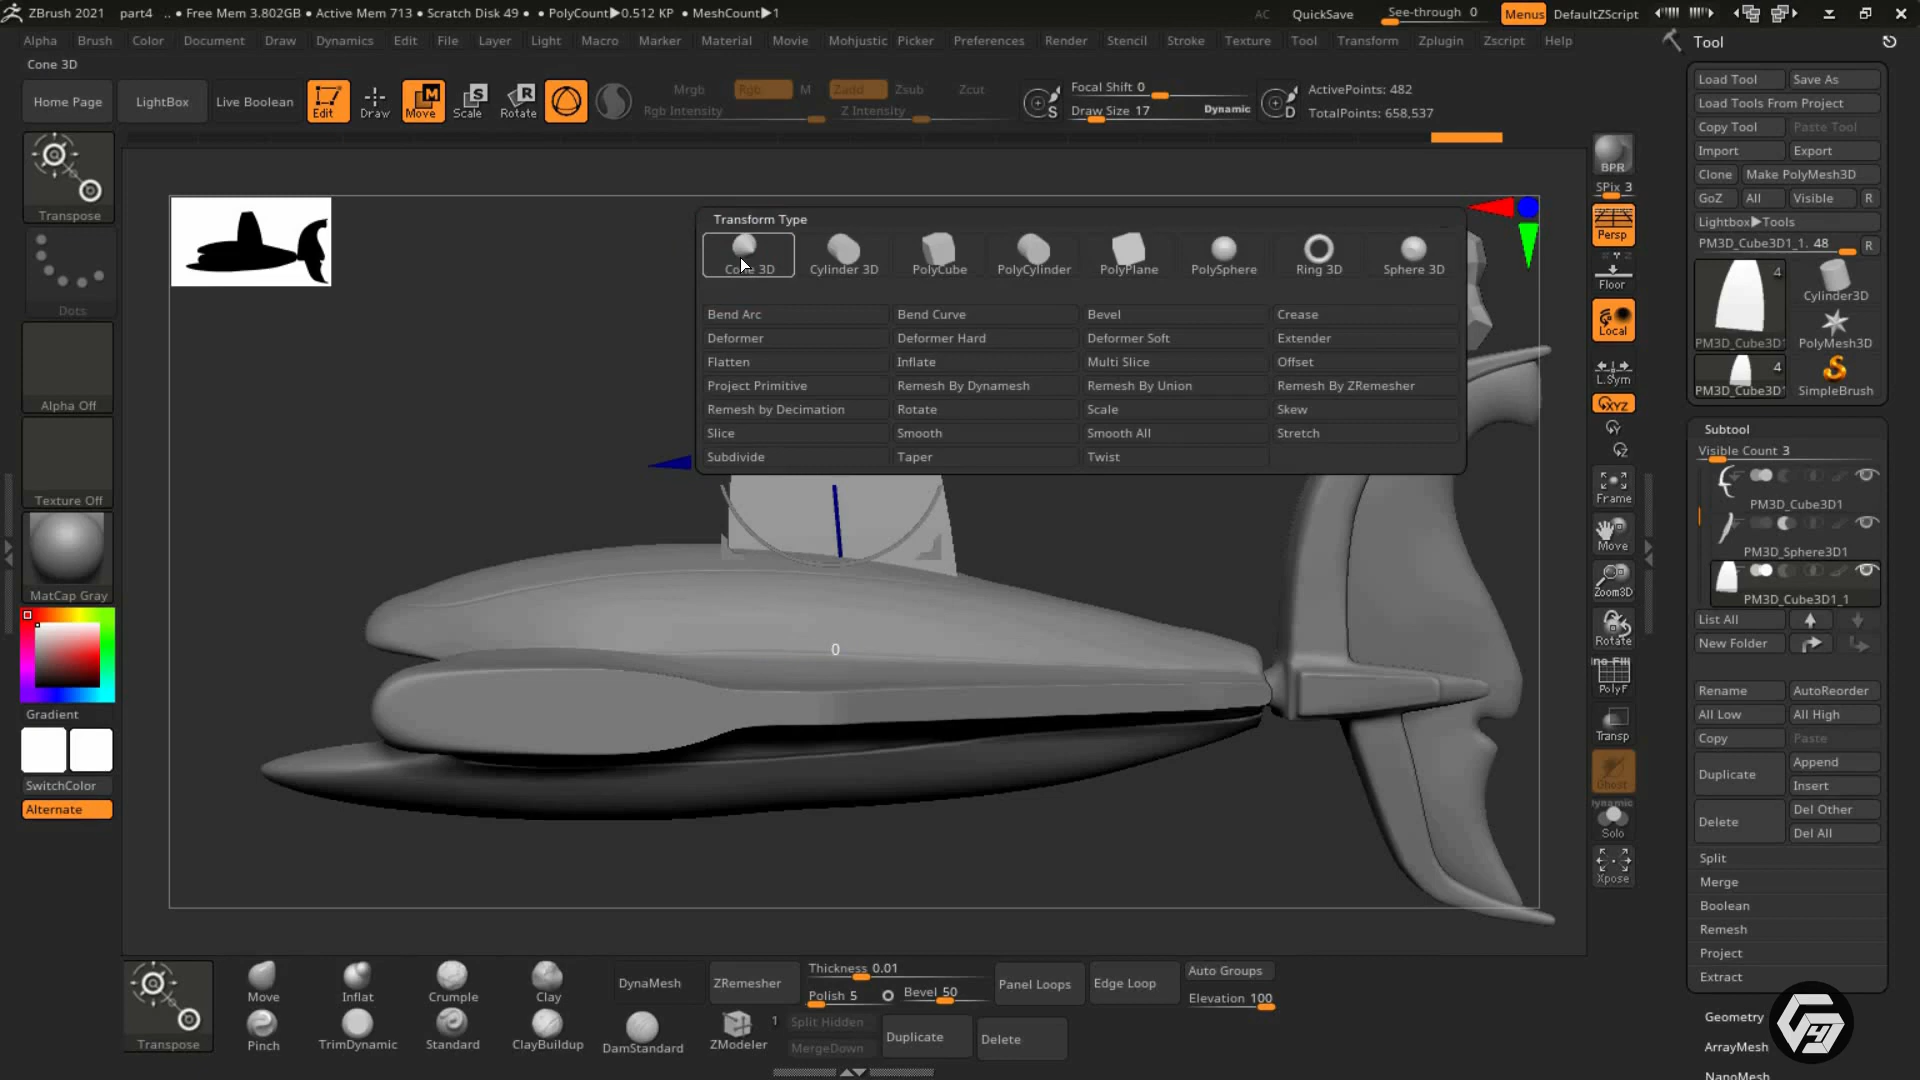 ZBrush 2021 part4 .. • Free Mem 3.802GB • Active Mem 713 • Scratch Disk 49 • • PolyCount▶0.512 KP • MeshCount▶1 AC QuickSave See-through 0 Menus DefaultZScript
Alpha Brush Color Document Draw Dynamics Edit File Layer Light Macro Marker Material Movie Mohjustic Picker Preferences Render Stencil Stroke Texture Tool Transform Zplugin Zscript Help
Cone 3D
Home Page LightBox Live Boolean Edit Draw Move Scale Rotate
Mrgb Rgb M Zadd Zsub Zcut
Rgb Intensity Z Intensity
S Focal Shift 0
Draw Size 17 Dynamic D
ActivePoints: 482
TotalPoints: 658,537
Transpose
Dots
Alpha Off
Texture Off
MatCap Gray
Gradient
SwitchColor
Alternate
Transform Type
Cone 3D Cylinder 3D PolyCube PolyCylinder PolyPlane PolySphere Ring 3D Sphere 3D
Bend Arc Bend Curve Bevel Crease
Deformer Deformer Hard Deformer Soft Extender
Flatten Inflate Multi Slice Offset
Project Primitive Remesh By Dynamesh Remesh By Union Remesh By ZRemesher
Remesh by Decimation Rotate Scale Skew
Slice Smooth Smooth All Stretch
Subdivide Taper Twist
0
BPR
SPix 3
Persp
Floor
Local
L.Sym
XYZ
Frame
Move
Zoom3D
Rotate
PolyF
Transp
Ghost
Dynamic
Solo
Xpose
Tool
Load Tool Save As
Load Tools From Project
Copy Tool Paste Tool
Import Export
Clone Make PolyMesh3D
GoZ All Visible R
Lightbox▶Tools
PM3D_Cube3D1_1. 48 R
4
Cylinder3D
PM3D_Cube3D1 PolyMesh3D
4
PM3D_Cube3D1 SimpleBrush
Subtool
Visible Count 3
PM3D_Cube3D1
PM3D_Sphere3D1
PM3D_Cube3D1_1
List All
New Folder
Rename AutoReorder
All Low All High
Copy Paste
Duplicate Append
Insert
Delete Del Other
Del All
Split
Merge
Boolean
Remesh
Project
Extract
Geometry
ArrayMesh
NanoMesh
Transpose
Move Inflat Crumple Clay
Pinch TrimDynamic Standard ClayBuildup DamStandard ZModeler 1
DynaMesh ZRemesher
Thickness 0.01
Polish 5 Bevel 50
Panel Loops Edge Loop
Auto Groups
Elevation 100
Split Hidden
MergeDown
Duplicate Delete